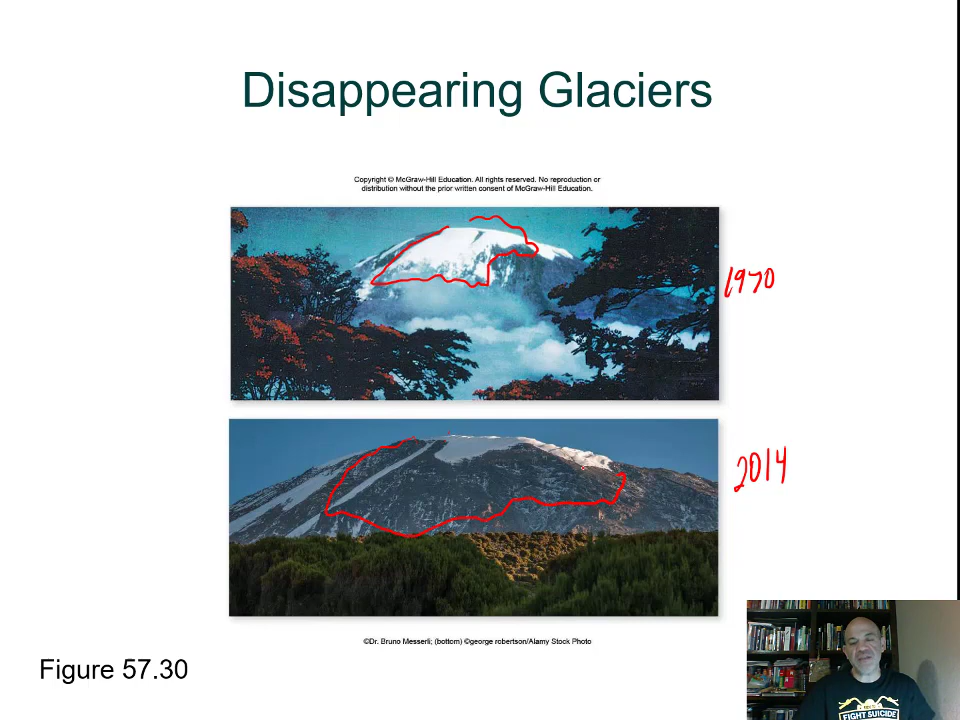 Disappearing Glaciers
Copyright © McGraw-Hill Education. All rights reserved. No reproduction or
distribution without the prior written consent of McGraw-Hill Education.
1970
2014
©Dr. Bruno Messerli; (bottom) ©george robertson/Alamy Stock Photo
Figure 57.30
FIGHT SUICIDE